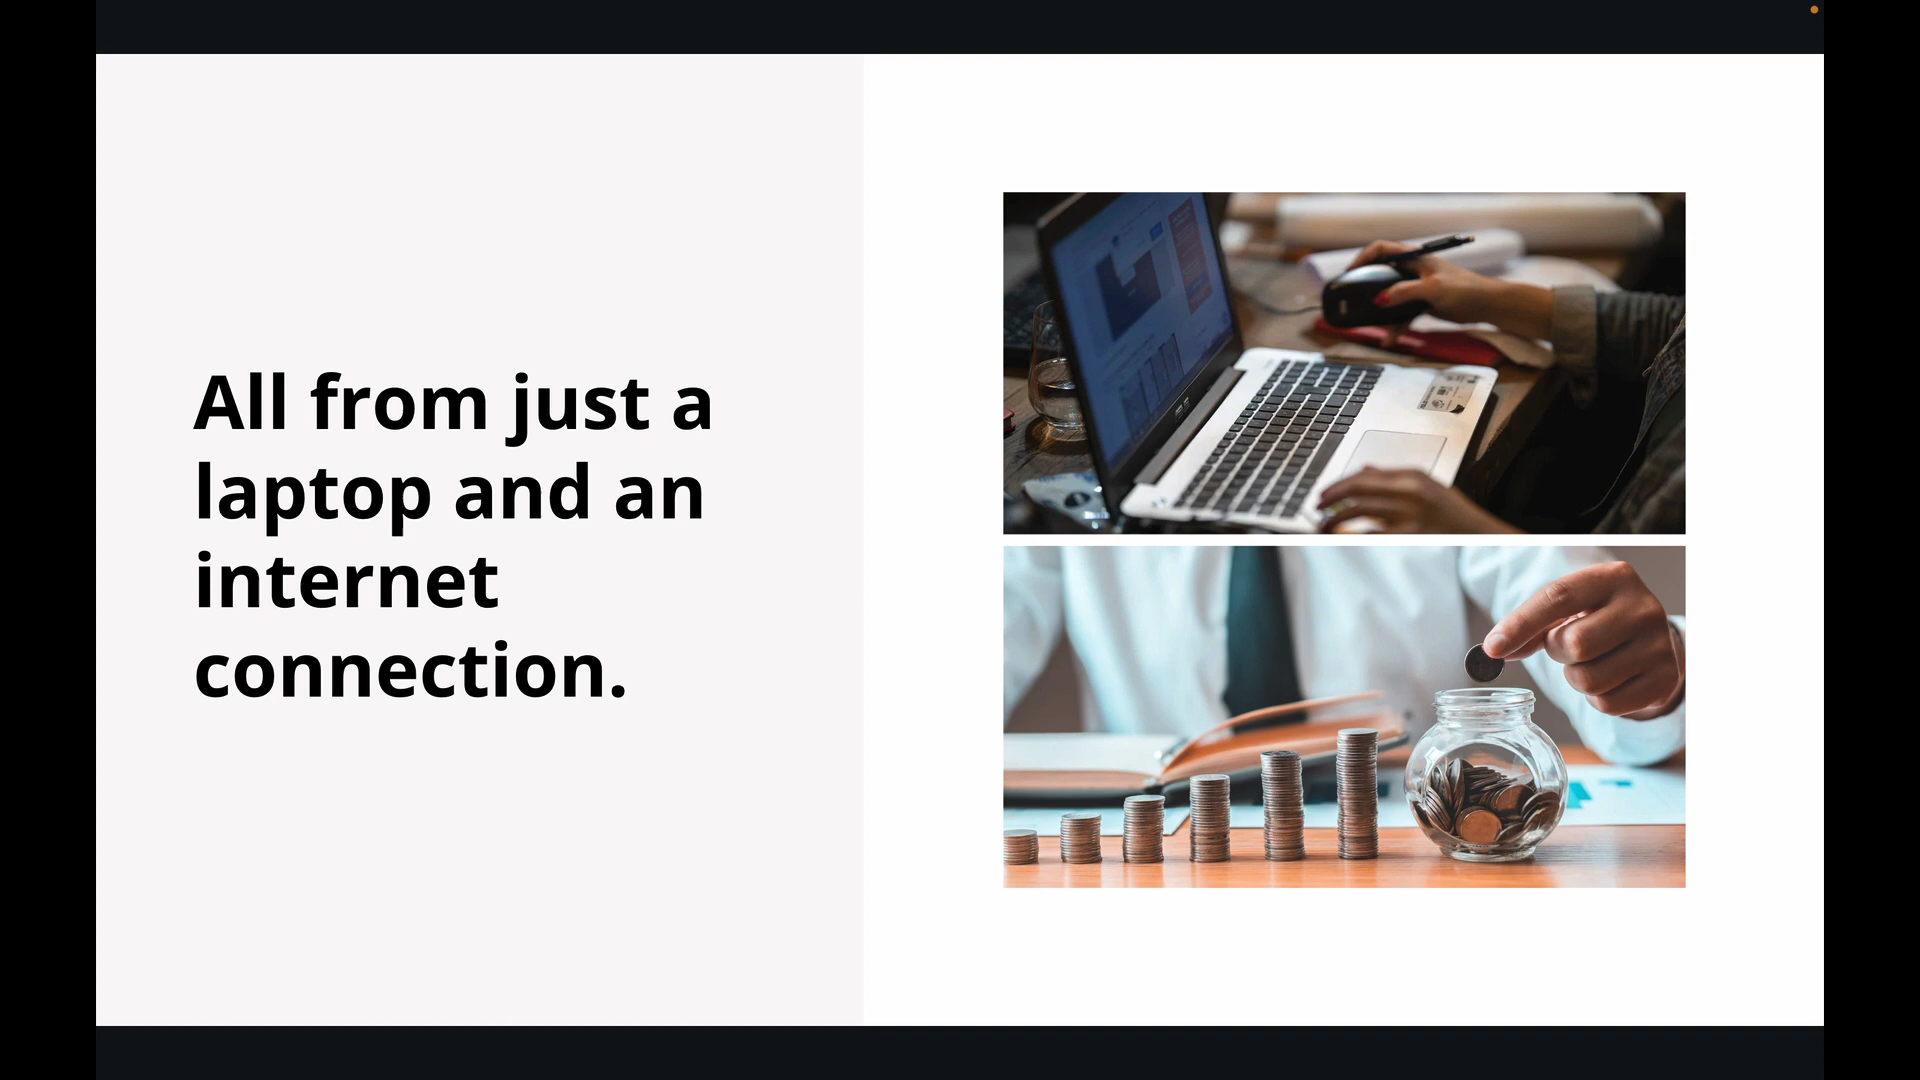 All from just a
laptop and an
internet
connection.